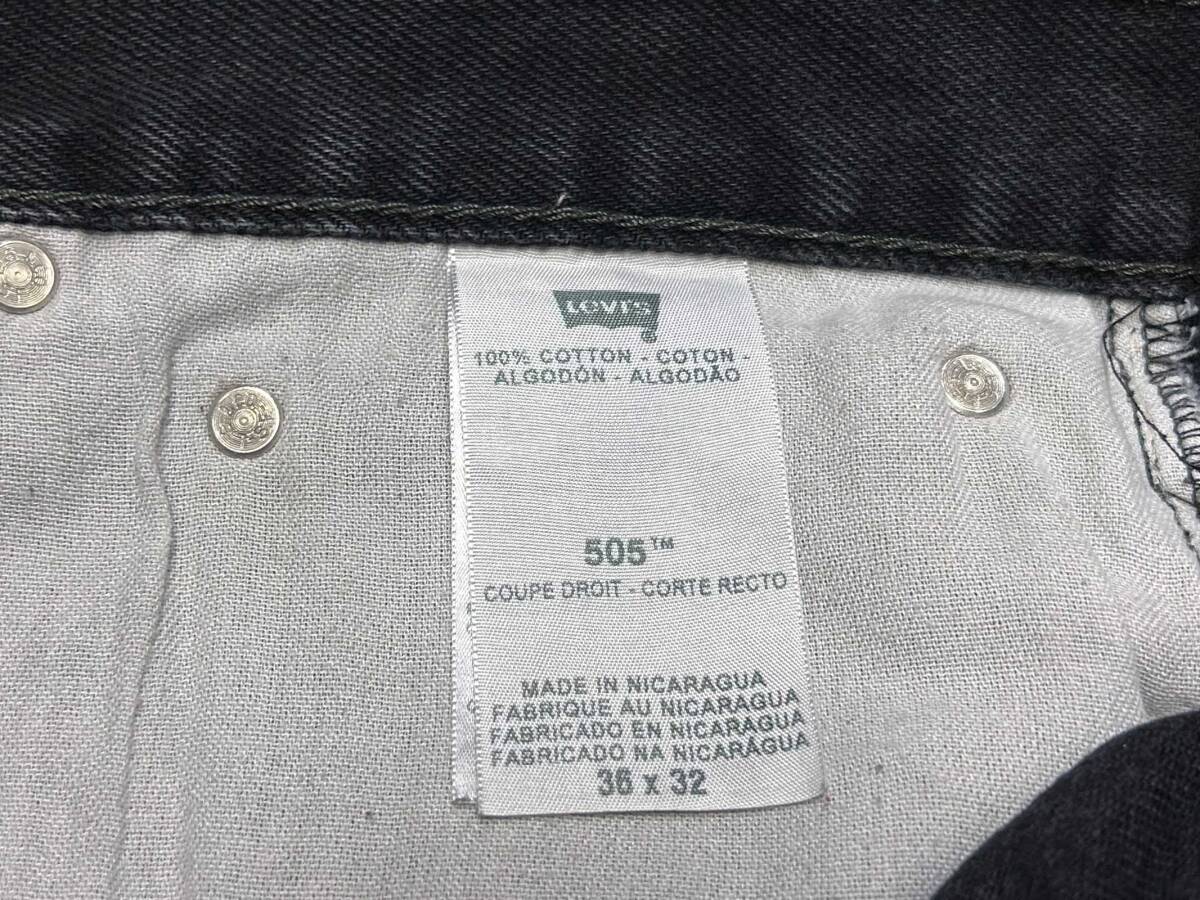 Levi's
100% COTTON - COTON -
ALGODÓN - ALGODÃO
505™
COUPE DROIT - CORTE RECTO
MADE IN NICARAGUA
FABRIQUE AU NICARAGUA
FABRICADO EN NICARAGUA
FABRICADO NA NICARÁGUA
36 x 32